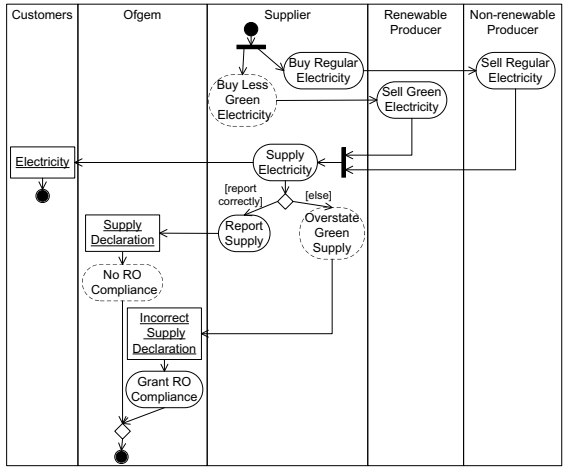 Customers
Ofgem
Supplier
Renewable
Producer
Non-renewable
Producer
Buy Regular
Electricity
Sell Regular
Electricity
Buy Less
Green
Electricity
Sell Green
Electricity
Electricity
Supply
Electricity
[report
correctly]
[else]
Supply
Declaration
Report
Supply
Overstate
Green
Supply
No RO
Compliance
Incorrect
Supply
Declaration
Grant RO
Compliance